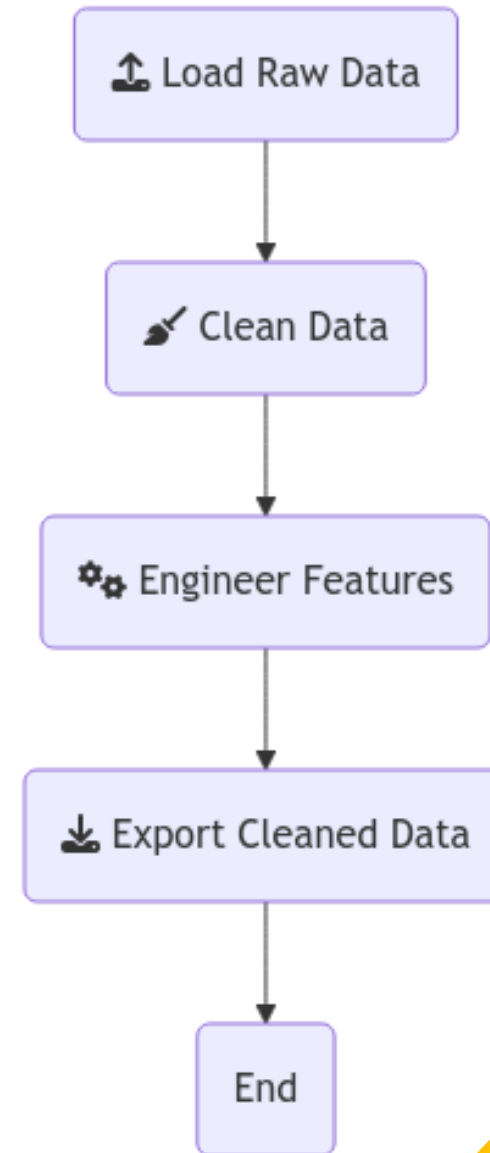 Load Raw Data
Clean Data
Engineer Features
Export Cleaned Data
End